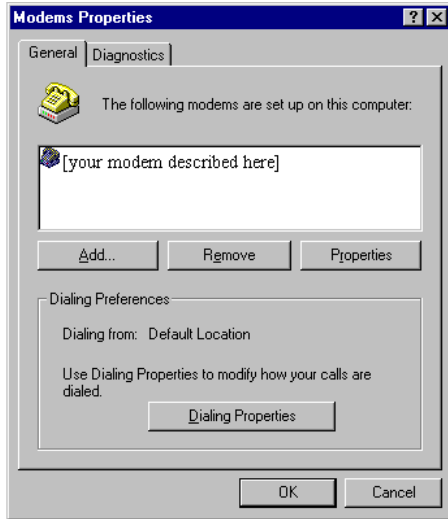 Modems Properties
General Diagnostics
The following modems are set up on this computer:
[your modem described here]
Add... Remove Properties
Dialing Preferences
Dialing from: Default Location
Use Dialing Properties to modify how your calls are
dialed.
Dialing Properties
OK Cancel